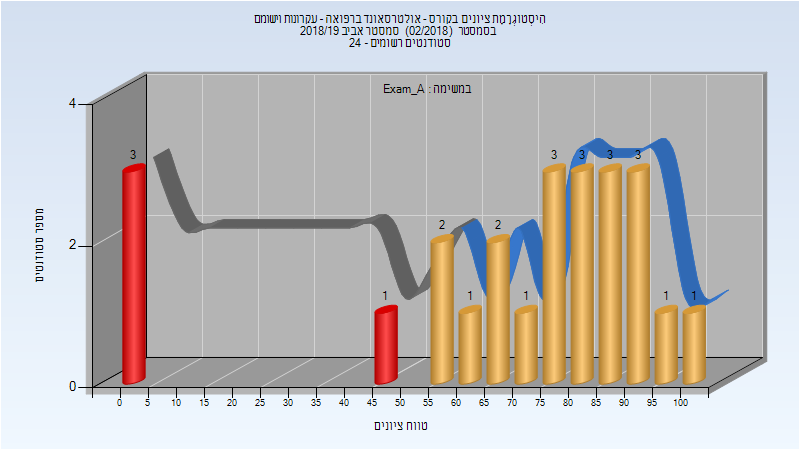 היסטוגרמת ציונים בקורס - אולטרסאונד ברפואה - עקרונות וישומם
בסמסטר (02/2018) סמסטר אביב 2018/19
סטודנטים רשומים - 24
במשימה : Exam_A
מספר סטודנטים
4
2
0
3
1
2
1
2
1
3
3
3
3
1
1
0 5 10 15 20 25 30 35 40 45 50 55 60 65 70 75 80 85 90 95 100
טווח ציונים